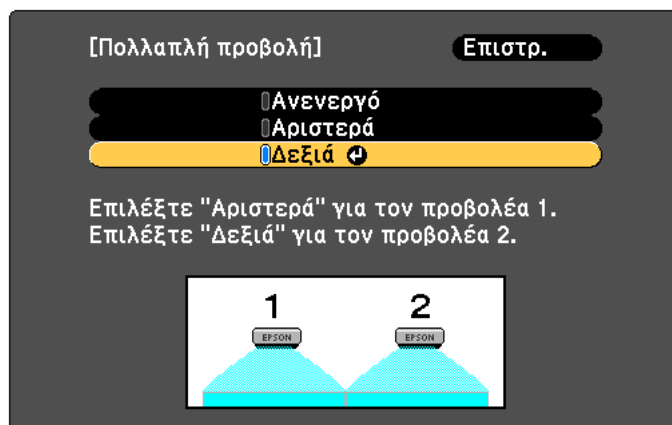 [Πολλαπλή προβολή] Επιστρ.
Ανενεργό
Αριστερά
Δεξιά
Επιλέξτε "Αριστερά" για τον προβολέα 1.
Επιλέξτε "Δεξιά" για τον προβολέα 2.
1 2
EPSON EPSON